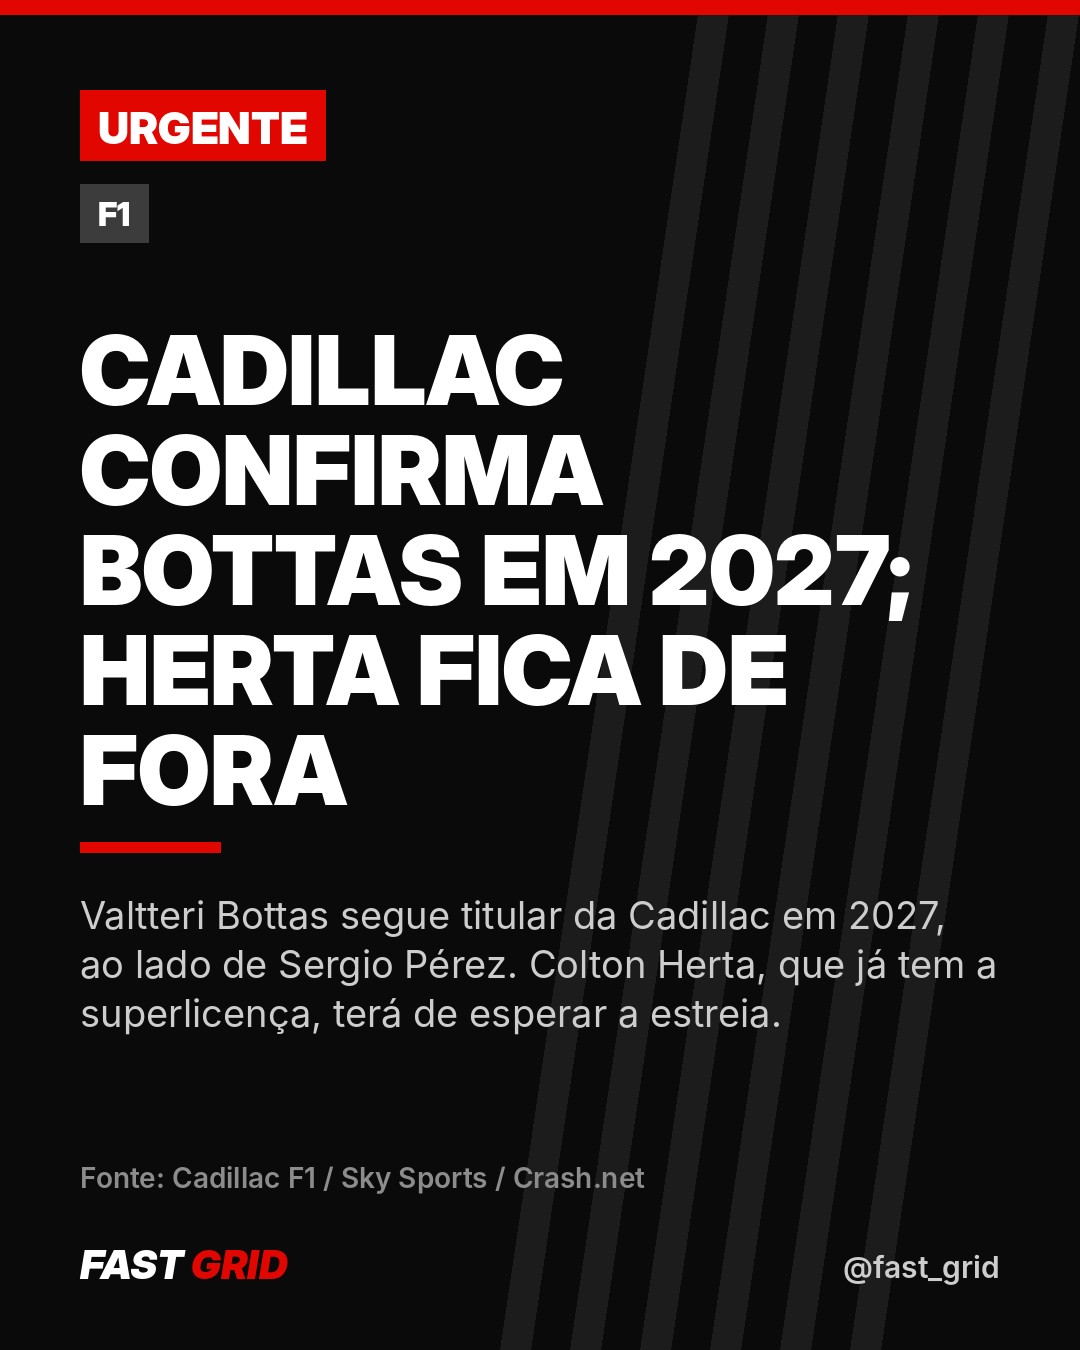 URGENTE
F1
CADILLAC
CONFIRMA
BOTTAS EM 2027;
HERTA FICA DE
FORA
Valtteri Bottas segue titular da Cadillac em 2027,
ao lado de Sergio Pérez. Colton Herta, que já tem a
superlicença, terá de esperar a estreia.
Fonte: Cadillac F1 / Sky Sports / Crash.net
FAST GRID
@fast_grid